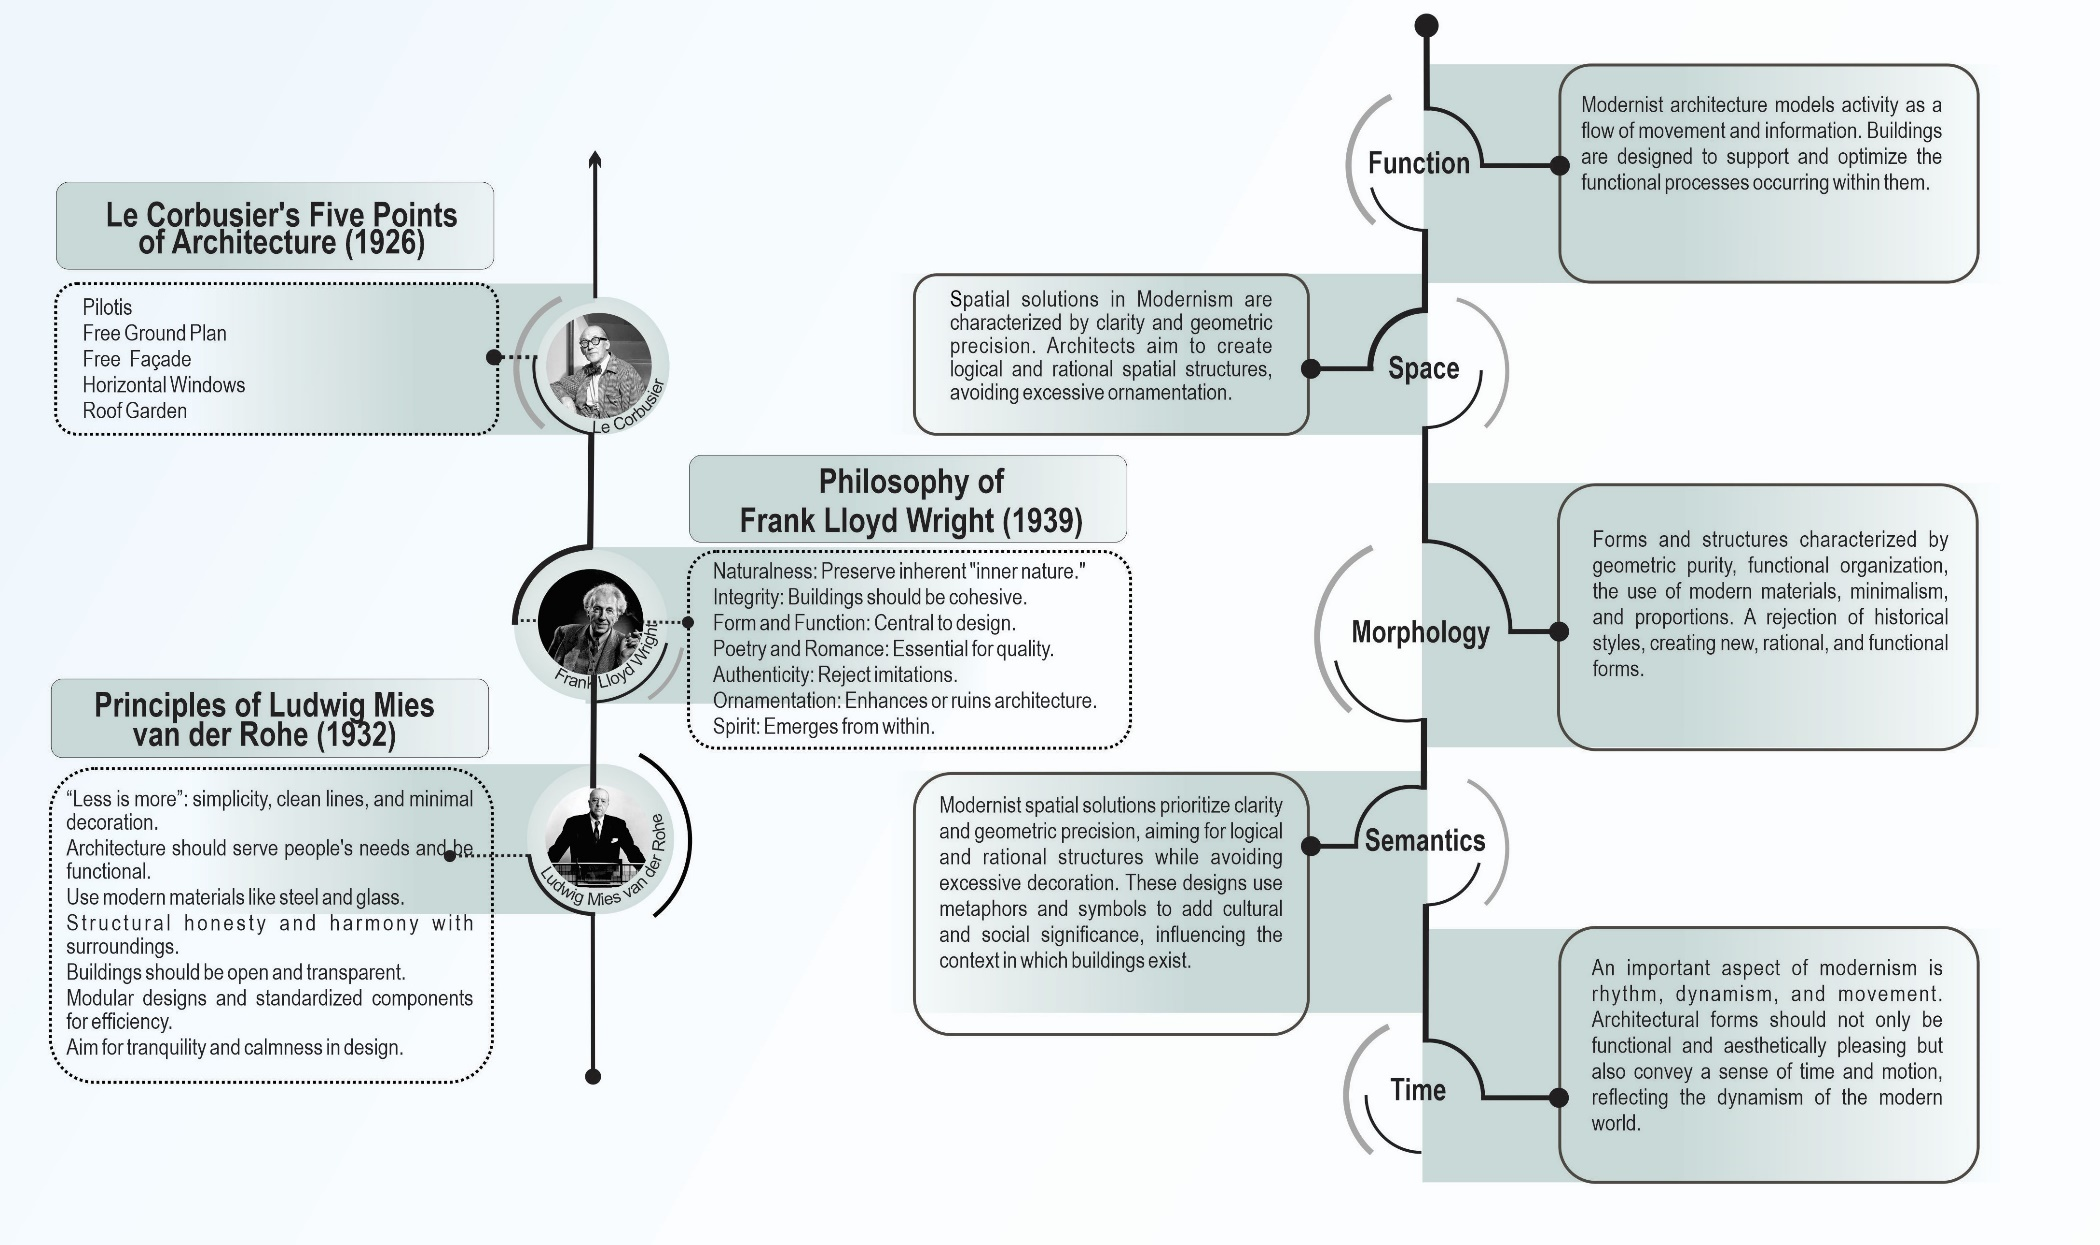 Le Corbusier's Five Points
of Architecture (1926)
Pilotis
Free Ground Plan
Free Façade
Horizontal Windows
Roof Garden
Le Corbusier
Philosophy of
Frank Lloyd Wright (1939)
Naturalness: Preserve inherent "inner nature."
Integrity: Buildings should be cohesive.
Form and Function: Central to design.
Poetry and Romance: Essential for quality.
Authenticity: Reject imitations.
Ornamentation: Enhances or ruins architecture.
Spirit: Emerges from within.
Frank Lloyd Wright
Principles of Ludwig Mies
van der Rohe (1932)
“Less is more”: simplicity, clean lines, and minimal
decoration.
Architecture should serve people's needs and be
functional.
Use modern materials like steel and glass.
Structural honesty and harmony with
surroundings.
Buildings should be open and transparent.
Modular designs and standardized components
for efficiency.
Aim for tranquility and calmness in design.
Ludwig Mies van der Rohe
Function
Modernist architecture models activity as a
flow of movement and information. Buildings
are designed to support and optimize the
functional processes occurring within them.
Spatial solutions in Modernism are
characterized by clarity and geometric
precision. Architects aim to create
logical and rational spatial structures,
avoiding excessive ornamentation.
Space
Morphology
Forms and structures characterized by
geometric purity, functional organization,
the use of modern materials, minimalism,
and proportions. A rejection of historical
styles, creating new, rational, and functional
forms.
Modernist spatial solutions prioritize clarity
and geometric precision, aiming for logical
and rational structures while avoiding
excessive decoration. These designs use
metaphors and symbols to add cultural
and social significance, influencing the
context in which buildings exist.
Semantics
Time
An important aspect of modernism is
rhythm, dynamism, and movement.
Architectural forms should not only be
functional and aesthetically pleasing but
also convey a sense of time and motion,
reflecting the dynamism of the modern
world.